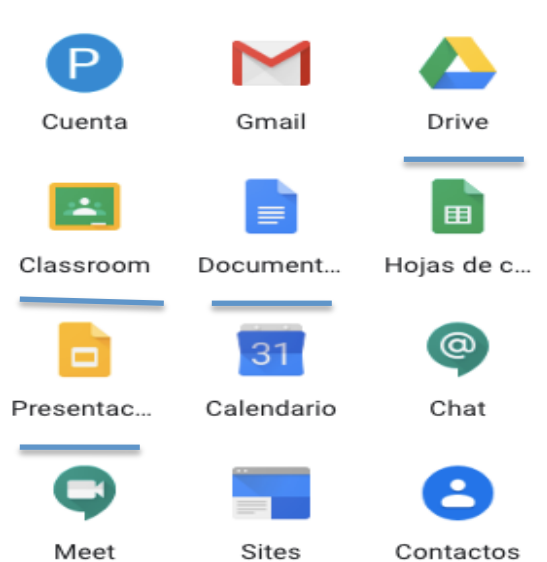 P
Cuenta Gmail Drive
Classroom Document... Hojas de c...
31
@
Presentac... Calendario Chat
Meet Sites Contactos